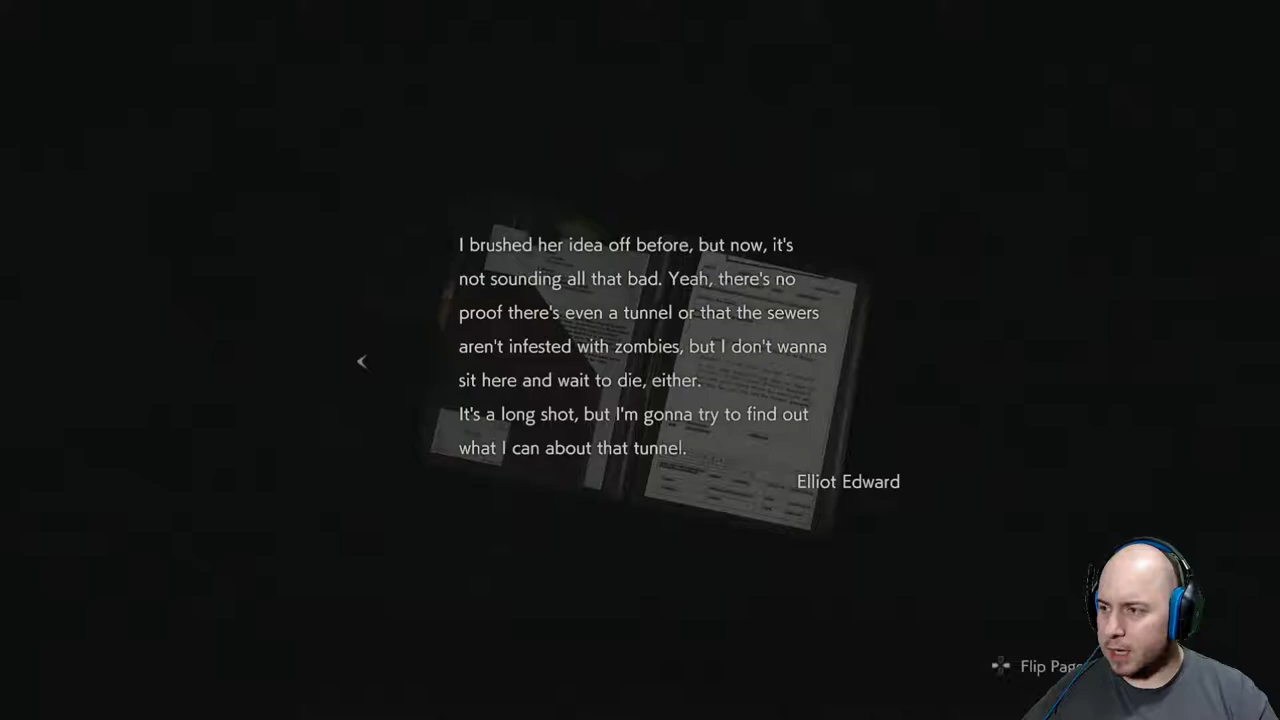 I brushed her idea off before, but now, it's
not sounding all that bad. Yeah, there's no
proof there's even a tunnel or that the sewers
aren't infested with zombies, but I don't wanna
sit here and wait to die, either.
It's a long shot, but I'm gonna try to find out
what I can about that tunnel.
Elliot Edward
Flip Page